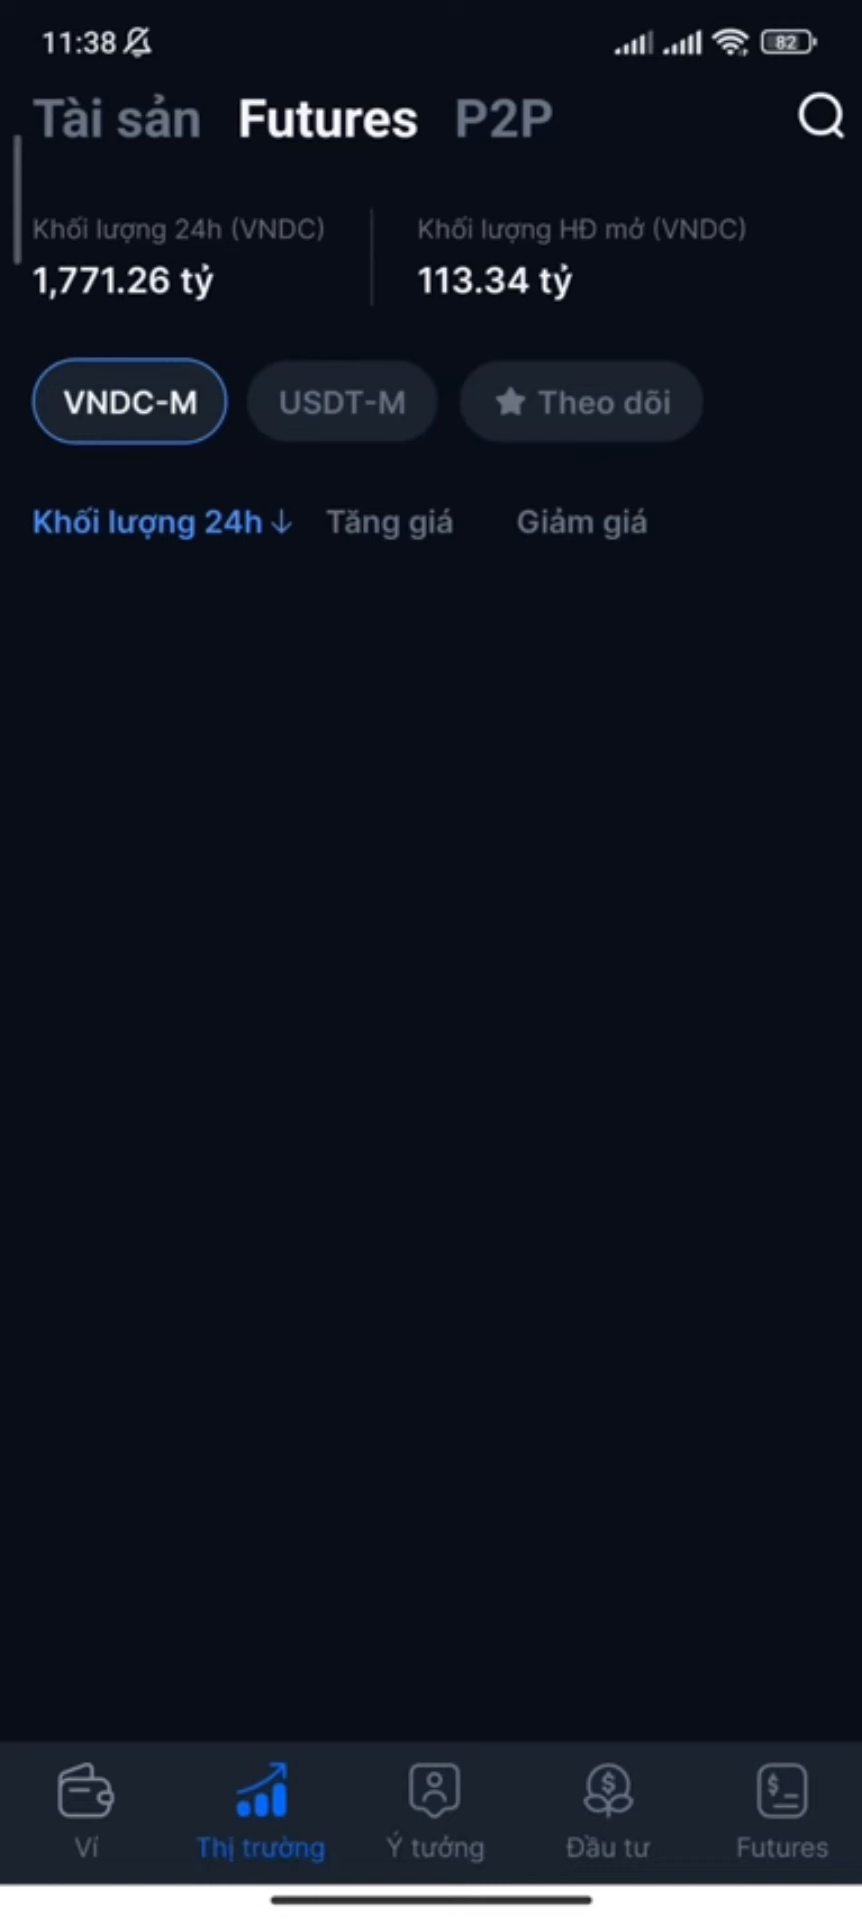 11:38
82
Tài sản Futures P2P
Khối lượng 24h (VNDC) Khối lượng HĐ mở (VNDC)
1,771.26 tỷ 113.34 tỷ
VNDC-M USDT-M Theo dõi
Khối lượng 24h↓ Tăng giá Giảm giá
Ví Thị trường Ý tưởng Đầu tư Futures